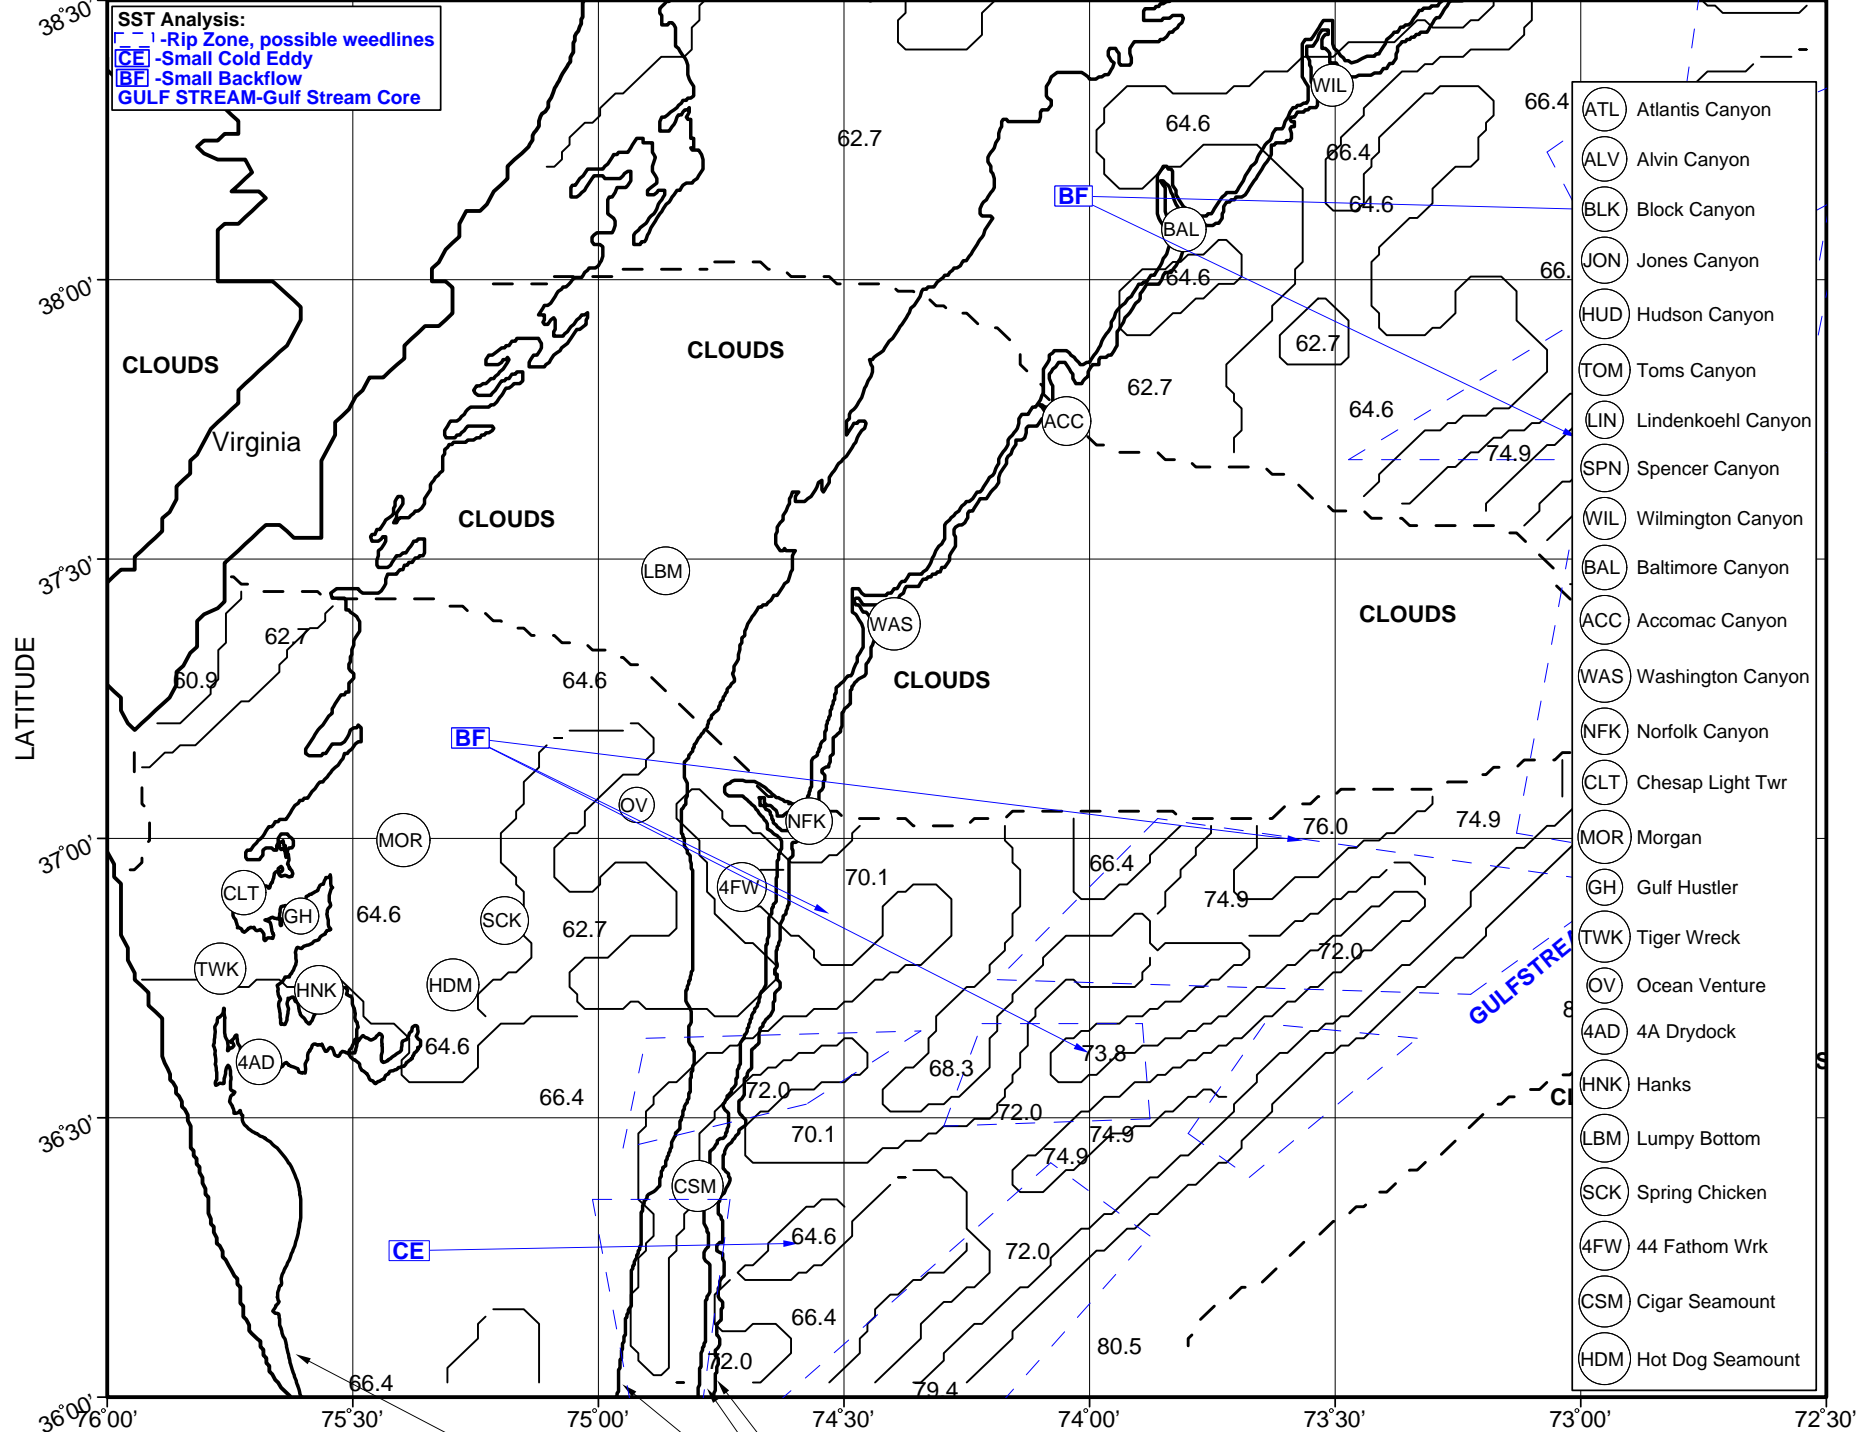 38°30'
SST Analysis:
-Rip Zone, possible weedlines
CE -Small Cold Eddy
BF -Small Backflow
GULF STREAM-Gulf Stream Core
WIL
66.4
64.6
62.7
66.4
BF
64.6
BAL
64.6
66.
38°00'
62.7
CLOUDS
CLOUDS
62.7
64.6
ACC
Virginia
74.9
CLOUDS
37°30'
LBM
CLOUDS
WAS
62.7
60.9
64.6
CLOUDS
LATITUDE
BF
OV
NFK
76.0
74.9
37°00'
MOR
66.4
70.1
4FW
CLT
74.9
GH
64.6
SCK
62.7
72.0
TWK
HNK
HDM
GULFSTREA
8
64.6
73.8
4AD
68.3
72.0
66.4
S
Cl
72.0
36°30'
70.1
74.9
74.9
CSM
64.6
CE
72.0
66.4
80.5
72.0
66.4
79.4
36°00'
76°00'
75°30'
75°00'
74°30'
74°00'
73°30'
73°00'
72°30'
ATL Atlantis Canyon
ALV Alvin Canyon
BLK Block Canyon
JON Jones Canyon
HUD Hudson Canyon
TOM Toms Canyon
LIN Lindenkoehl Canyon
SPN Spencer Canyon
WIL Wilmington Canyon
BAL Baltimore Canyon
ACC Accomac Canyon
WAS Washington Canyon
NFK Norfolk Canyon
CLT Chesap Light Twr
MOR Morgan
GH Gulf Hustler
TWK Tiger Wreck
OV Ocean Venture
4AD 4A Drydock
HNK Hanks
LBM Lumpy Bottom
SCK Spring Chicken
4FW 44 Fathom Wrk
CSM Cigar Seamount
HDM Hot Dog Seamount